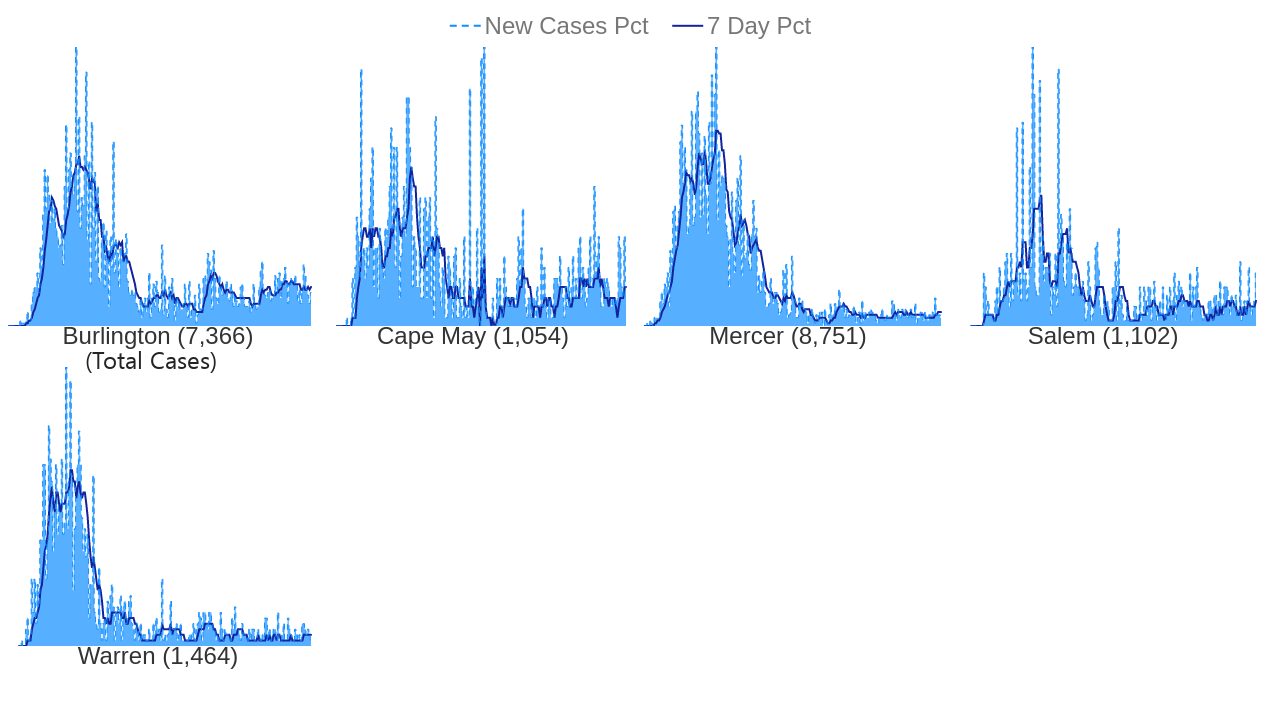 New Cases Pct 7 Day Pct
Burlington (7,366) Cape May (1,054) Mercer (8,751) Salem (1,102)
(Total Cases)
Warren (1,464)